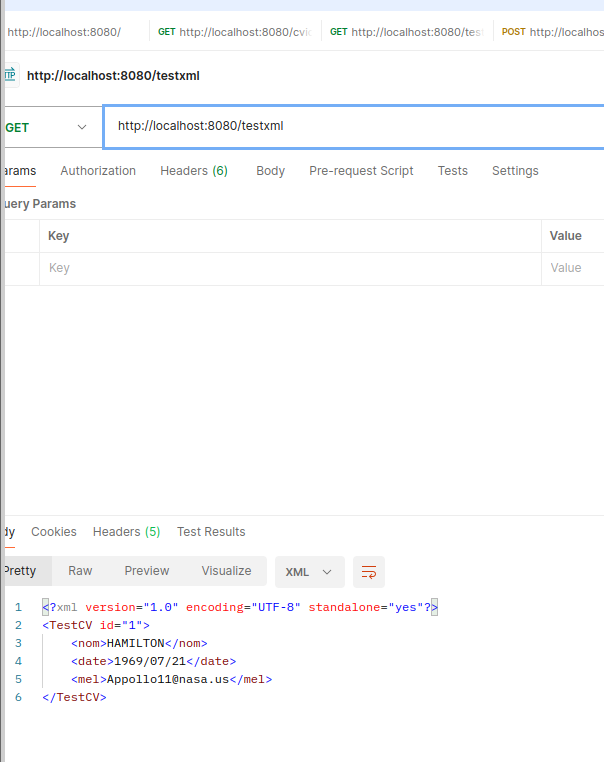 http://localhost:8080/ GET http://localhost:8080/cvi GET http://localhost:8080/tes POST http://localhos
HTTP http://localhost:8080/testxml
GET http://localhost:8080/testxml
arams Authorization Headers (6) Body Pre-request Script Tests Settings
uery Params
Key Value
Key Value
dy Cookies Headers (5) Test Results
Pretty Raw Preview Visualize XML
1 <?xml version="1.0" encoding="UTF-8" standalone="yes"?>
2 <TestCV id="1">
3 <nom>HAMILTON</nom>
4 <date>1969/07/21</date>
5 <mel>Appollo11@nasa.us</mel>
6 </TestCV>